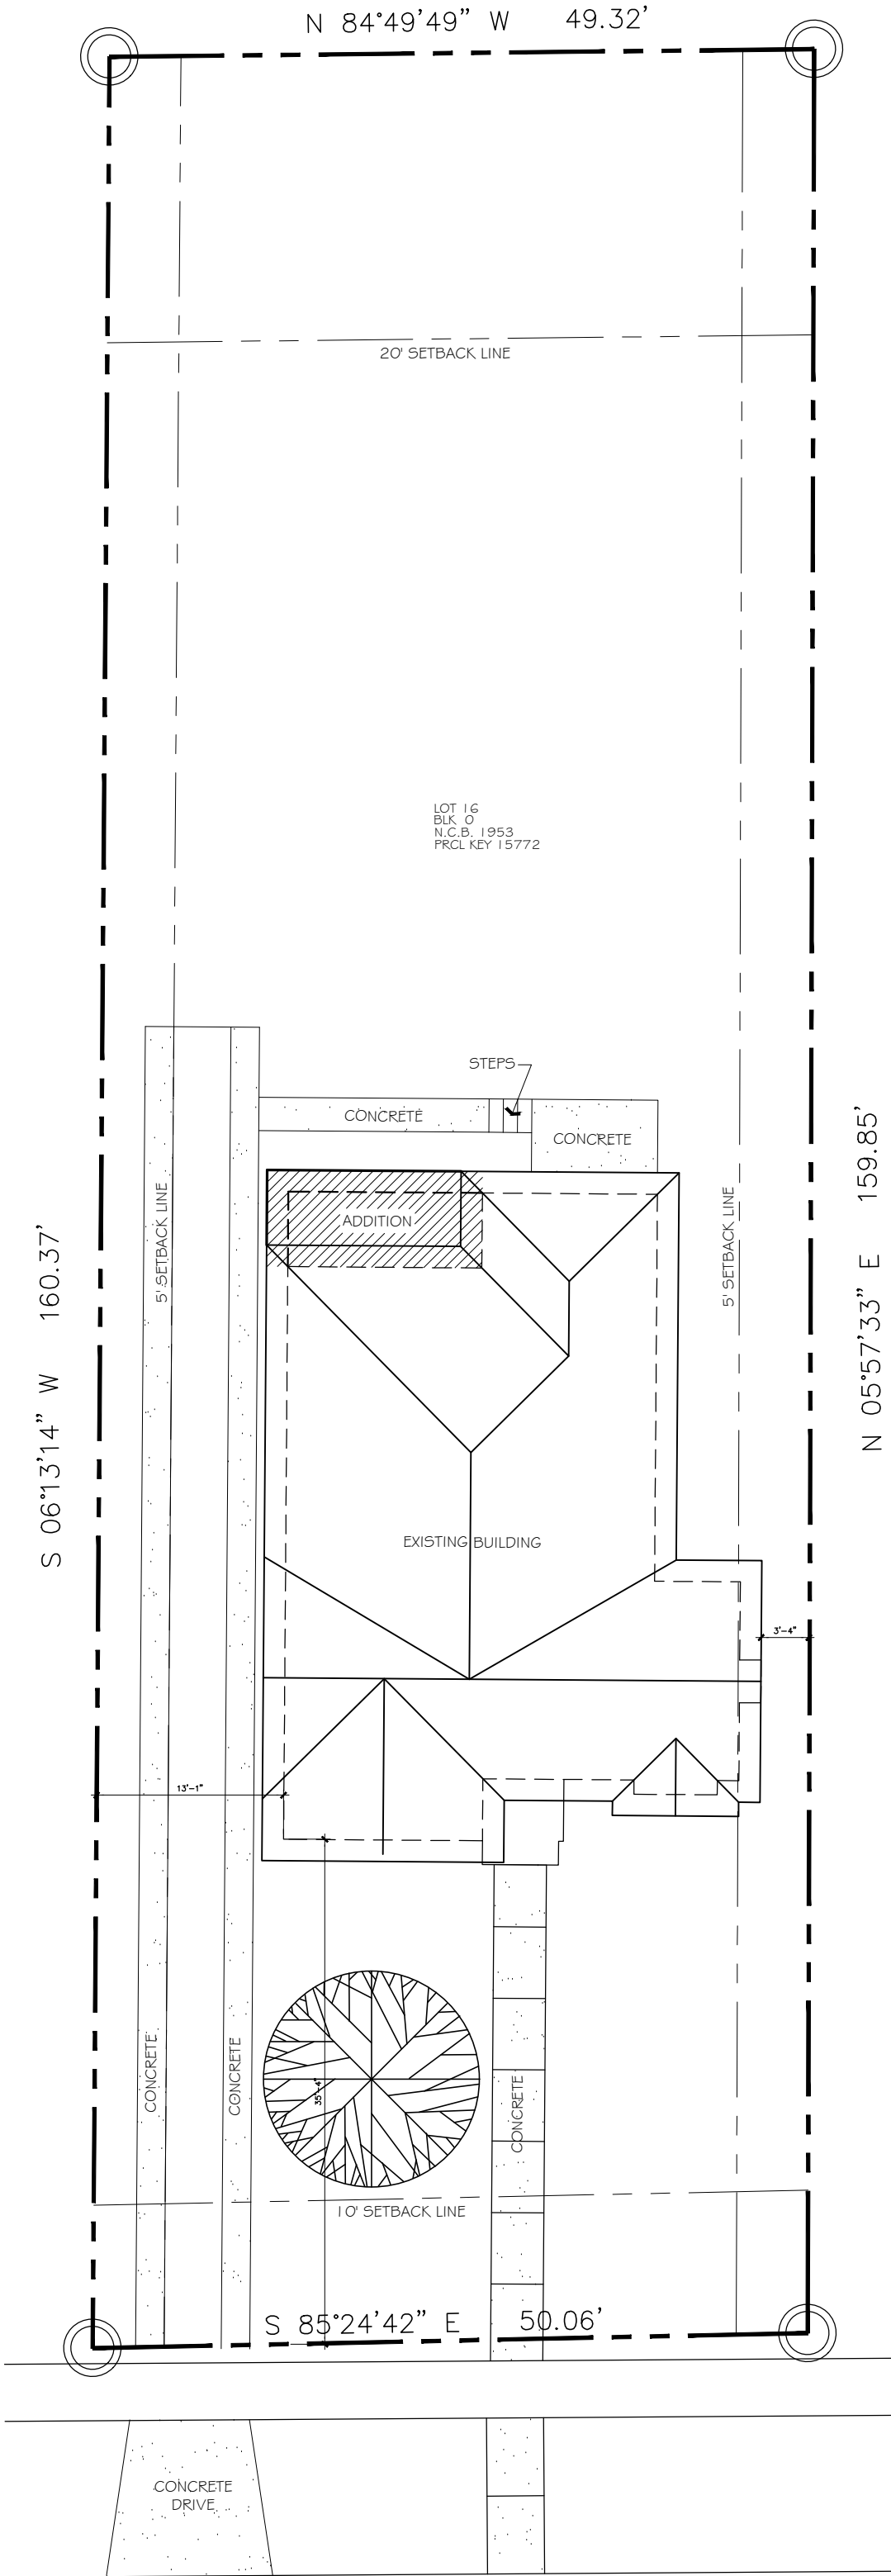 N 84°49'49" W 49.32'
20' SETBACK LINE
LOT 16
BLK 0
N.C.B. 1953
PRCL KEY 15772
STEPS
CONCRETE
CONCRETE
5' SETBACK LINE
5' SETBACK LINE
ADDITION
S 06°13'14" W 160.37'
N 05°57'33" E 159.85'
EXISTING BUILDING
3'-4"
13'-1"
CONCRETE
CONCRETE
35'-4"
CONCRETE
10' SETBACK LINE
S 85°24'42" E 50.06'
CONCRETE
DRIVE